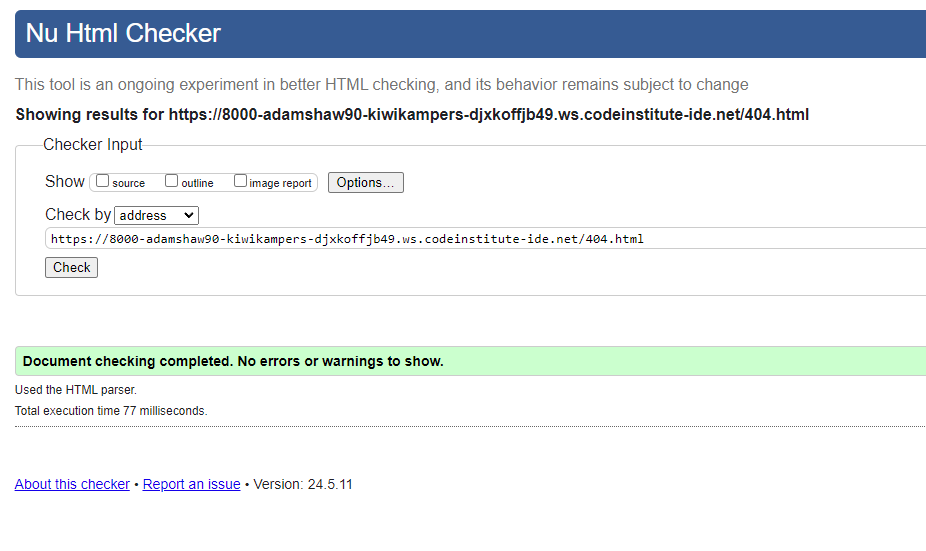 Nu Html Checker
This tool is an ongoing experiment in better HTML checking, and its behavior remains subject to change
Showing results for https://8000-adamshaw90-kiwikampers-djxkoffjb49.ws.codeinstitute-ide.net/404.html
Checker Input
Show source outline image report Options...
Check by address
https://8000-adamshaw90-kiwikampers-djxkoffjb49.ws.codeinstitute-ide.net/404.html
Check
Document checking completed. No errors or warnings to show.
Used the HTML parser.
Total execution time 77 milliseconds.
About this checker • Report an issue • Version: 24.5.11